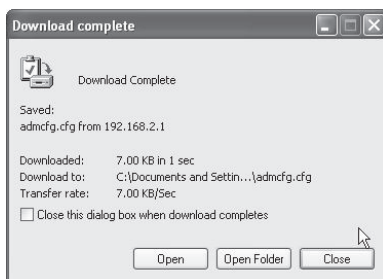 Download complete
Download Complete
Saved:
admcfg.cfg from 192.168.2.1
Downloaded: 7.00 KB in 1 sec
Download to: C:\Documents and Settin...\admcfg.cfg
Transfer rate: 7.00 KB/Sec
Close this dialog box when download completes
Open Open Folder Close